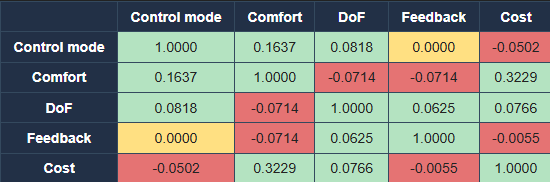 Control mode Comfort DoF Feedback Cost
Control mode 1.0000 0.1637 0.0818 0.0000 -0.0502
Comfort 0.1637 1.0000 -0.0714 -0.0714 0.3229
DoF 0.0818 -0.0714 1.0000 0.0625 0.0766
Feedback 0.0000 -0.0714 0.0625 1.0000 -0.0055
Cost -0.0502 0.3229 0.0766 -0.0055 1.0000